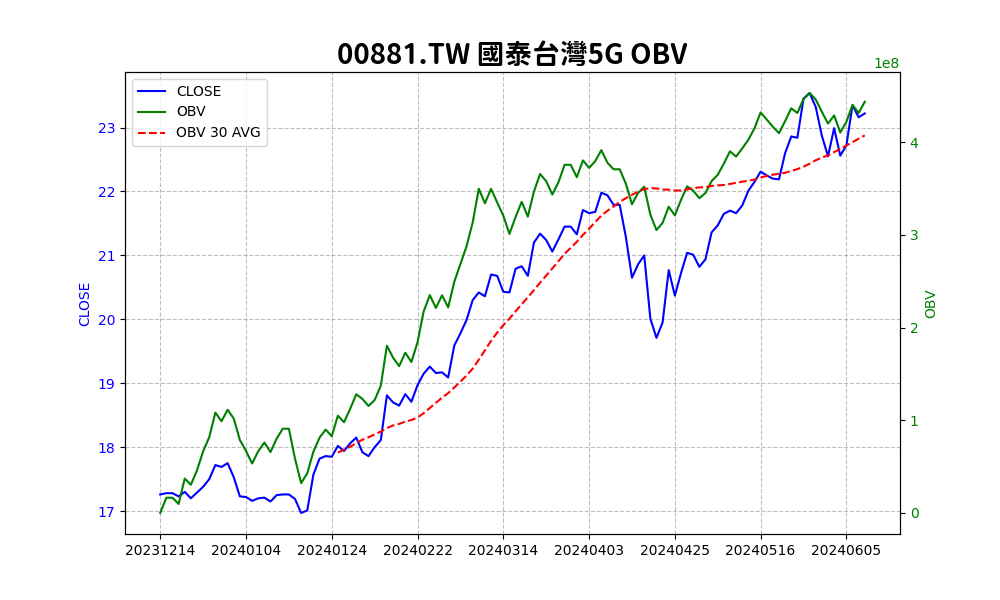 00881.TW 國泰台灣5G OBV
1e8
CLOSE
OBV
OBV 30 AVG
23
22
21
20
19
18
17
CLOSE
4
3
2
1
0
OBV
20231214 20240104 20240124 20240222 20240314 20240403 20240425 20240516 20240605